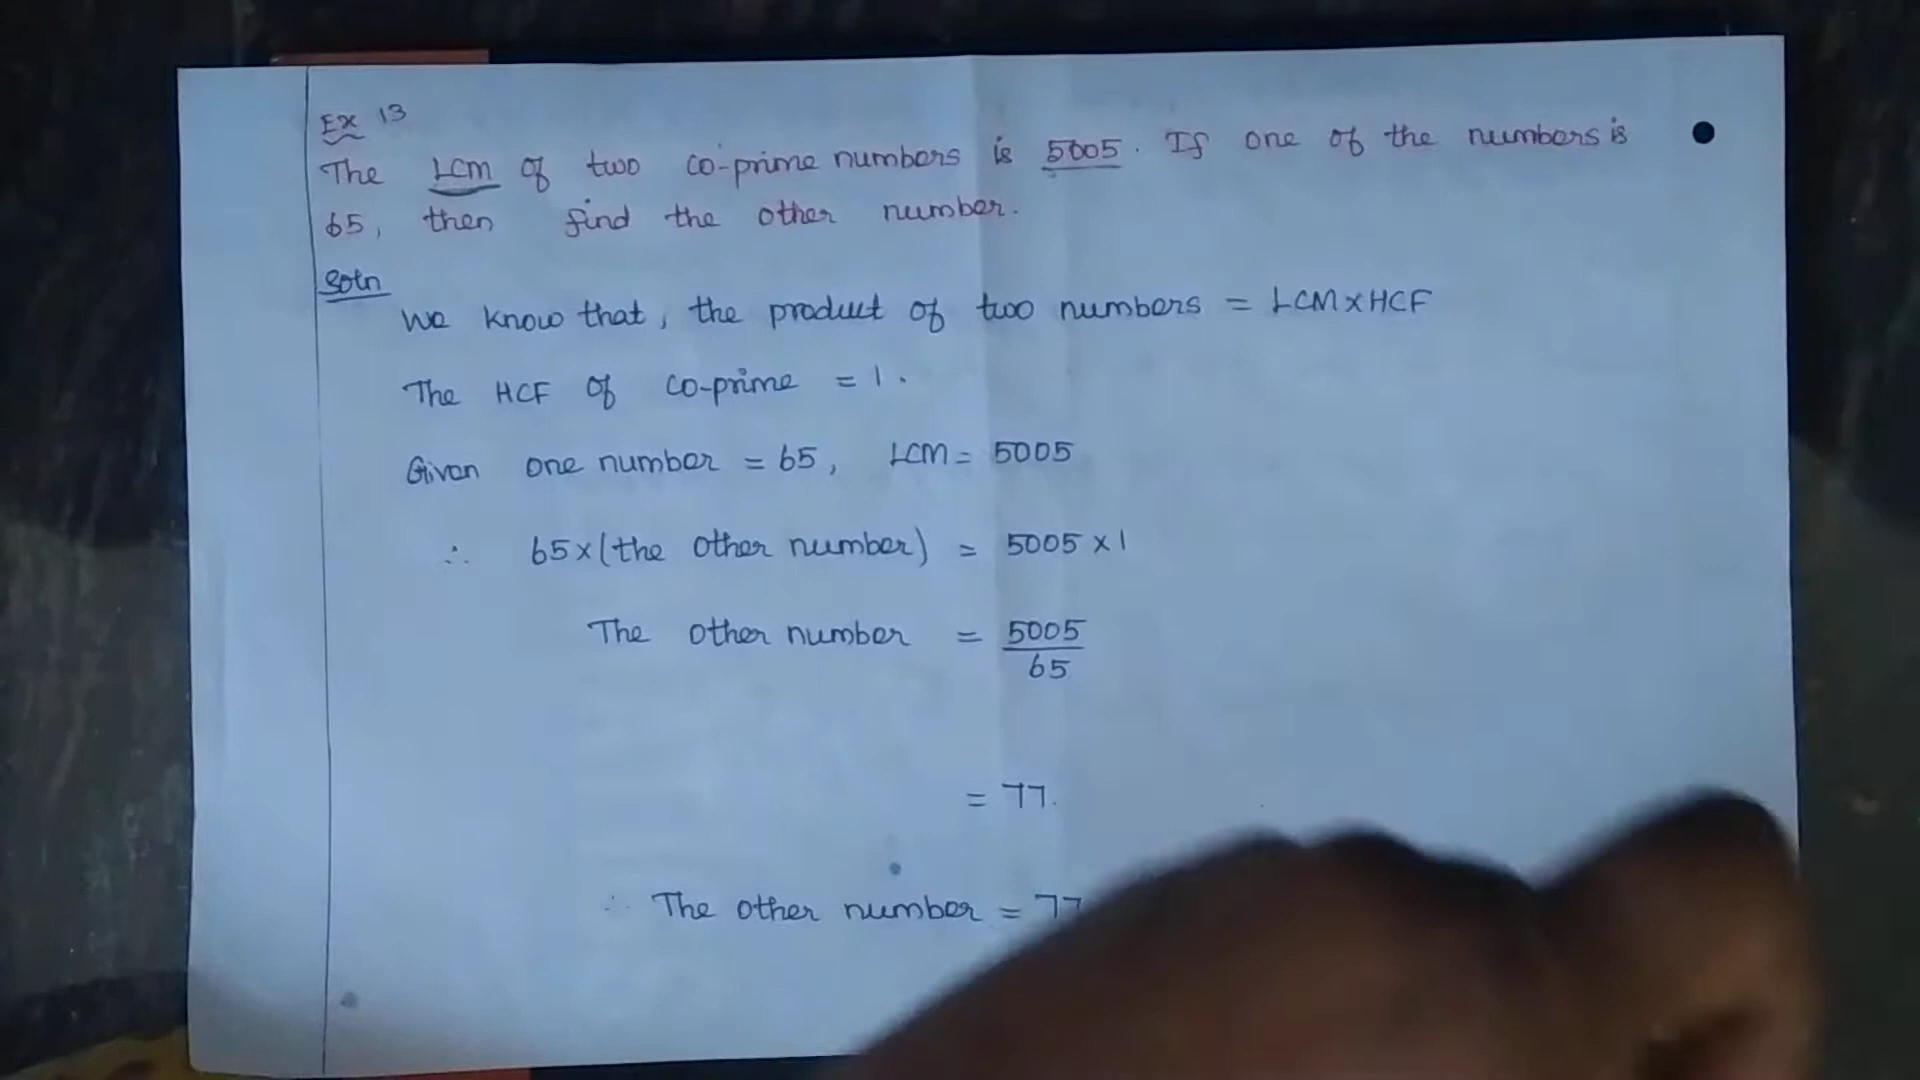 Ex 13
The LCM of two co-prime numbers is 5005. If one of the numbers is
65, then find the other number.
Soln
We know that, the product of two numbers = LCM×HCF
The HCF of co-prime = 1.
Given one number = 65, LCM = 5005
∴ 65×(the other number) = 5005 × 1
The other number = 5005
65
= 77.
∴ The other number = 77